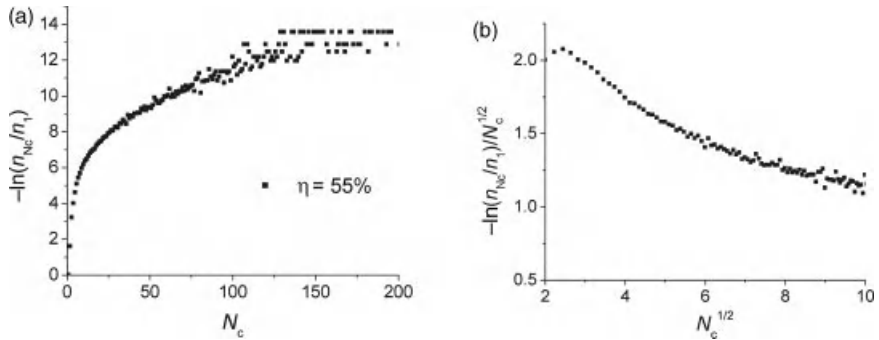 (a)
14
12
10
8
6
4
2
0
–ln(n_Nc/n_1)
η = 55%
0 50 100 150 200
N_c
(b)
2.0
1.5
1.0
0.5
–ln(n_Nc/n_1)/N_c^1/2
2 4 6 8 10
N_c^1/2